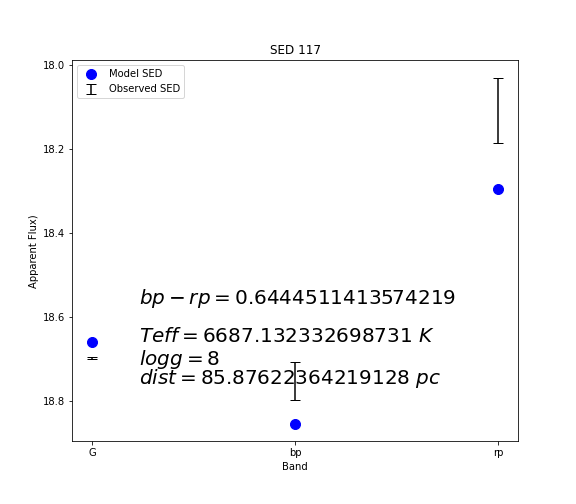 SED 117
Model SED
Observed SED
18.0
18.2
18.4
18.6
18.8
Apparent Flux)
bp − rp = 0.6444511413574219
Teff = 6687.132332698731 K
logg = 8
dist = 85.87622364219128 pc
G
bp
rp
Band